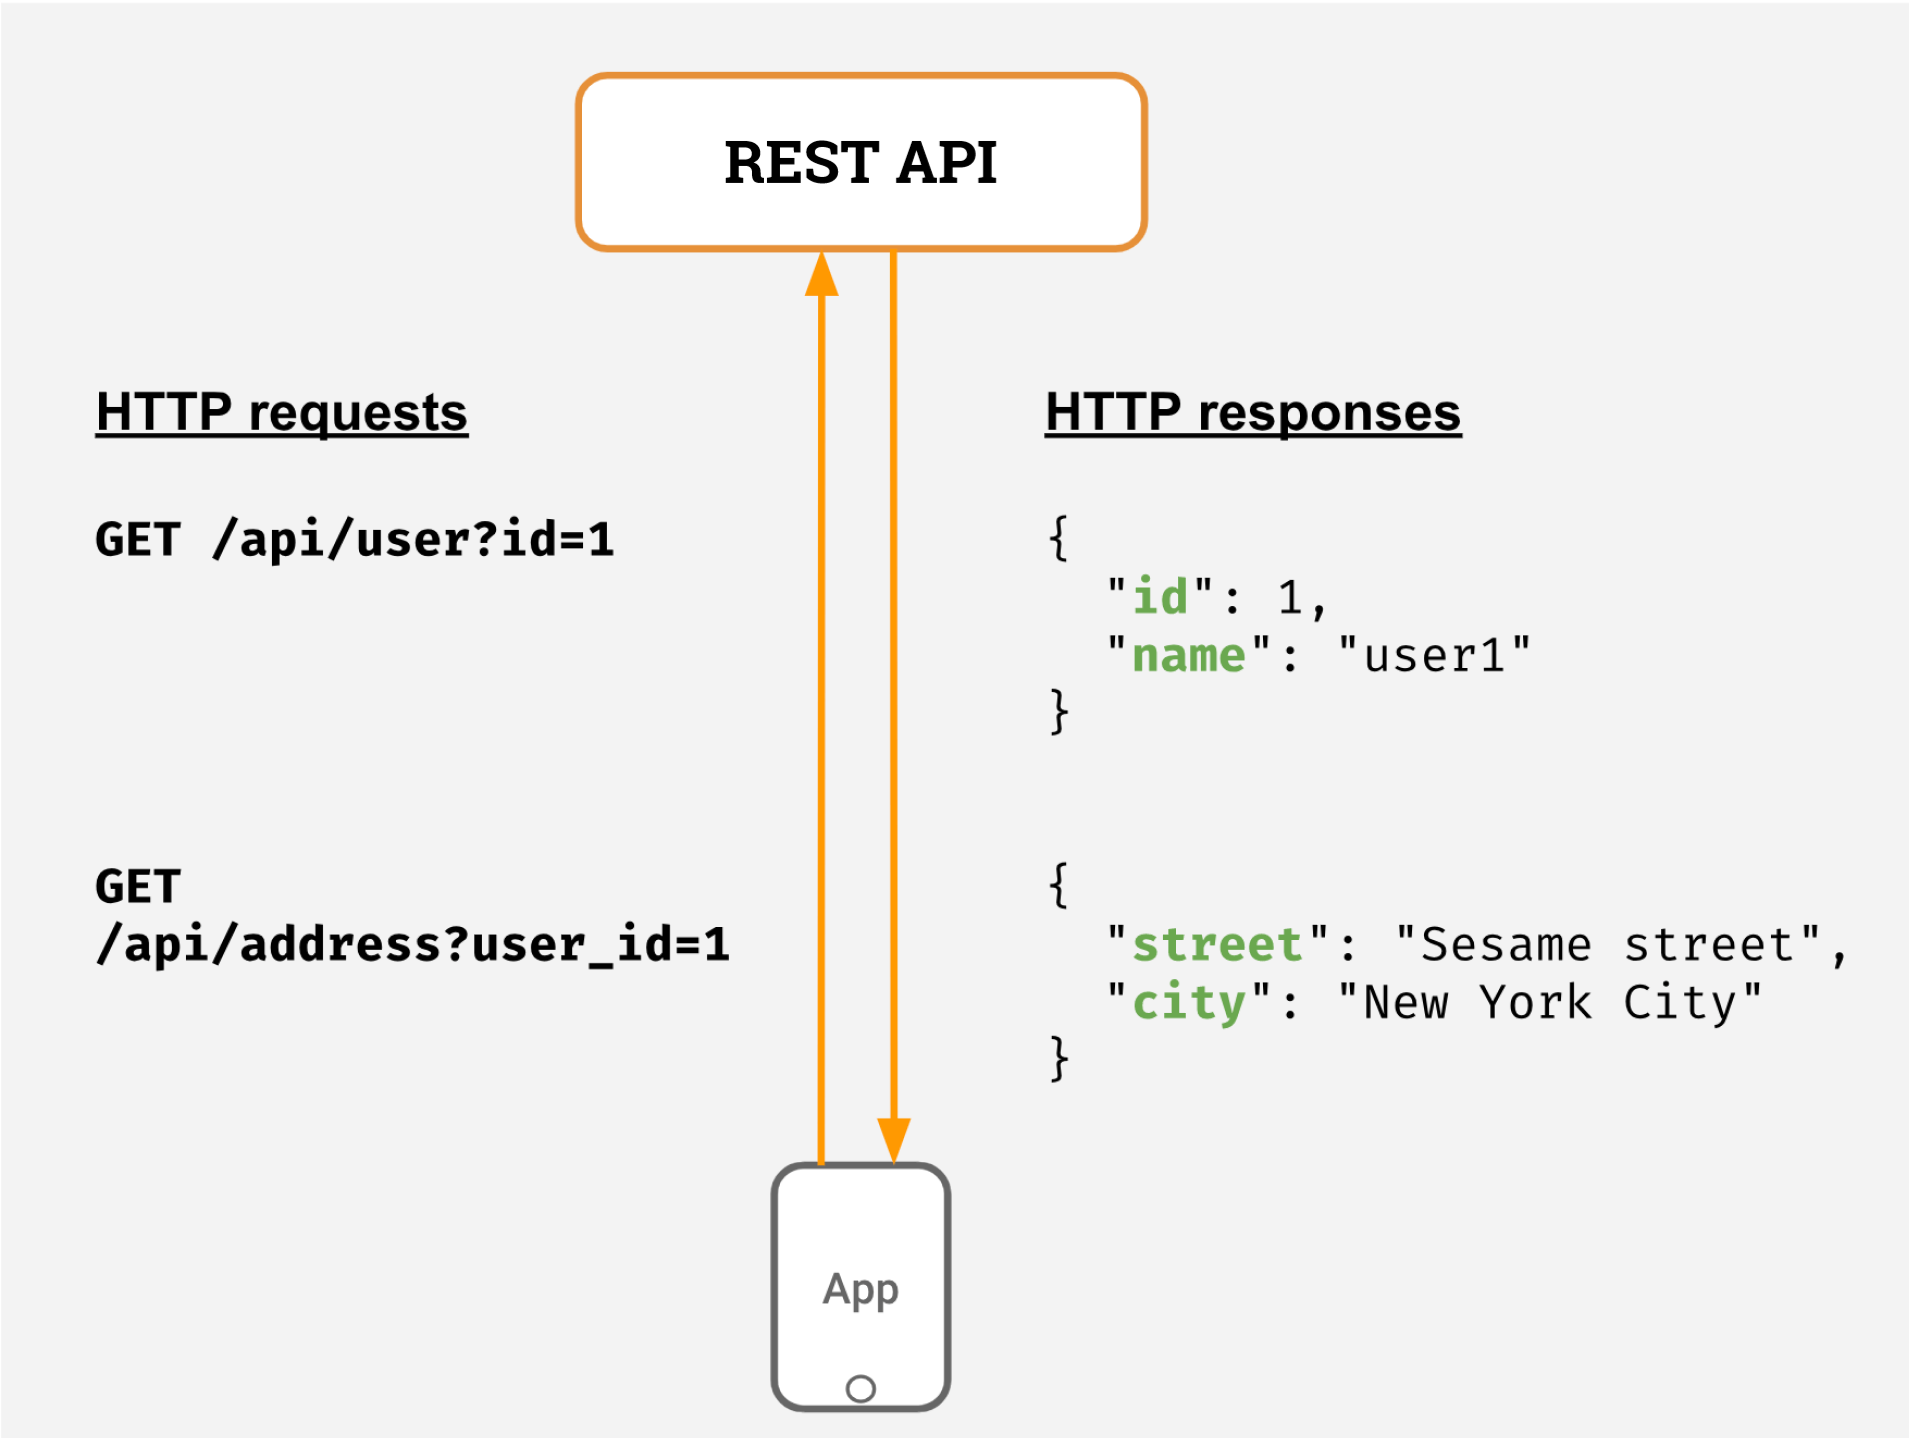 REST API
HTTP requests
GET /api/user?id=1
GET
/api/address?user_id=1
HTTP responses
{
"id": 1,
"name": "user1"
}
{
"street": "Sesame street",
"city": "New York City"
}
App